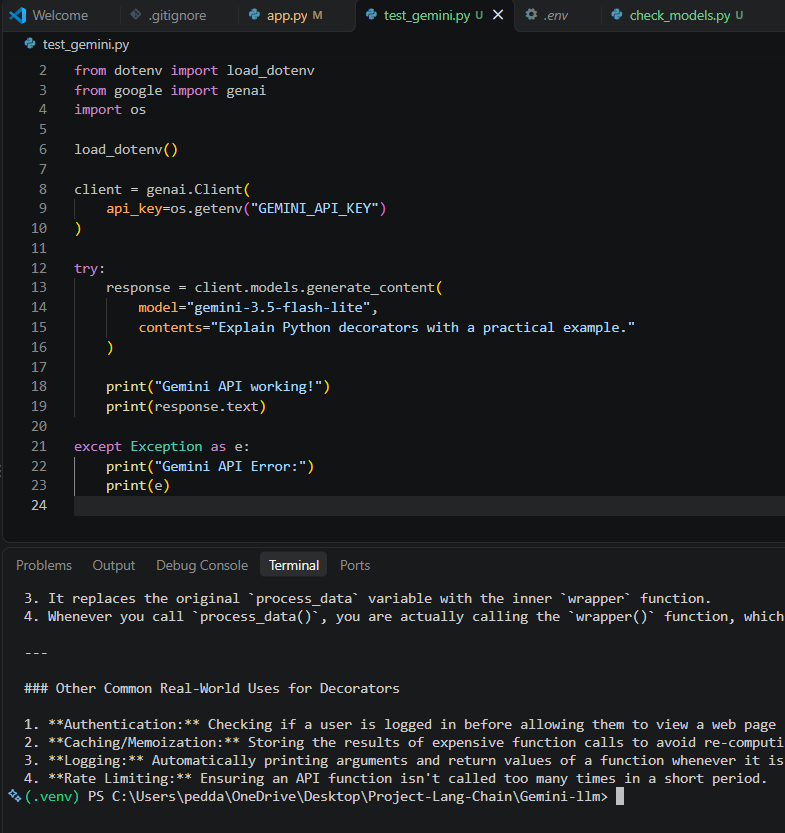 Welcome .gitignore app.py M test_gemini.py U .env check_models.py U
test_gemini.py
2 from dotenv import load_dotenv
3 from google import genai
4 import os
5
6 load_dotenv()
7
8 client = genai.Client(
9     api_key=os.getenv("GEMINI_API_KEY")
10 )
11
12 try:
13     response = client.models.generate_content(
14         model="gemini-3.5-flash-lite",
15         contents="Explain Python decorators with a practical example."
16     )
17
18     print("Gemini API working!")
19     print(response.text)
20
21 except Exception as e:
22     print("Gemini API Error:")
23     print(e)
24
Problems Output Debug Console Terminal Ports
3. It replaces the original `process_data` variable with the inner `wrapper` function.
4. Whenever you call `process_data()`, you are actually calling the `wrapper()` function, which
---
### Other Common Real-World Uses for Decorators
1. **Authentication:** Checking if a user is logged in before allowing them to view a web page
2. **Caching/Memoization:** Storing the results of expensive function calls to avoid re-computi
3. **Logging:** Automatically printing arguments and return values of a function whenever it is
4. **Rate Limiting:** Ensuring an API function isn't called too many times in a short period.
(.venv) PS C:\Users\pedda\OneDrive\Desktop\Project-Lang-Chain\Gemini-llm>